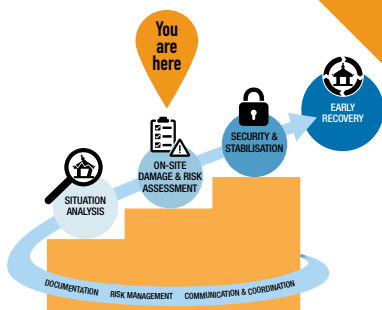 You
are
here
EARLY
RECOVERY
SECURITY &
STABILISATION
ON-SITE
DAMAGE & RISK
ASSESSMENT
SITUATION
ANALYSIS
DOCUMENTATION RISK MANAGEMENT COMMUNICATION & COORDINATION